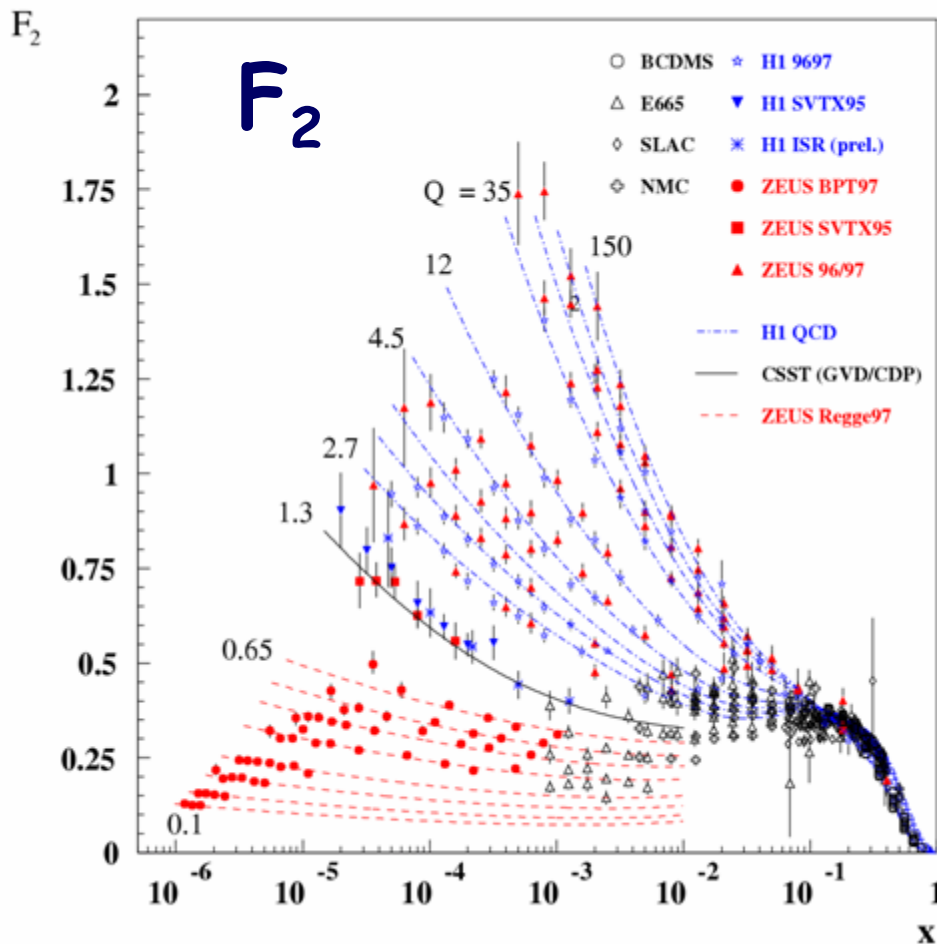 F2
F2
2
1.75
1.5
1.25
1
0.75
0.5
0.25
0
BCDMS
E665
SLAC
NMC
H1 9697
H1 SVTX95
H1 ISR (prel.)
ZEUS BPT97
ZEUS SVTX95
ZEUS 96/97
H1 QCD
CSST (GVD/CDP)
ZEUS Regge97
Q = 35
2
150
12
4.5
2.7
1.3
0.65
0.1
10^-6 10^-5 10^-4 10^-3 10^-2 10^-1 1
x